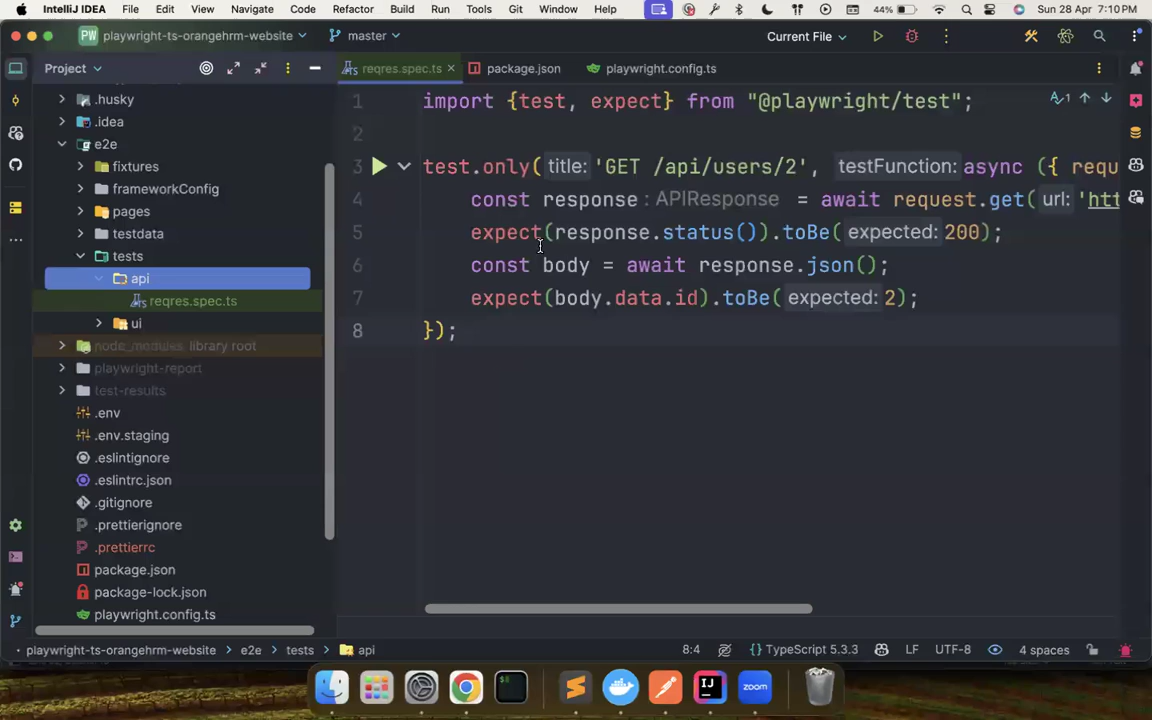 IntelliJ IDEA File Edit View Navigate Code Refactor Build Run Tools Git Window Help 44% Sun 28 Apr 7:10 PM
PW playwright-ts-orangehrm-website master Current File
Project reqres.spec.ts package.json playwright.config.ts
.husky
.idea
e2e
fixtures
frameworkConfig
pages
testdata
tests
api
reqres.spec.ts
ui
node_modules library root
playwright-report
test-results
.env
.env.staging
.eslintignore
.eslintrc.json
.gitignore
.prettierignore
.prettierrc
package.json
package-lock.json
playwright.config.ts
1 import {test, expect} from "@playwright/test";
2
3 test.only( title: 'GET /api/users/2', testFunction: async ({ requ
4 const response : APIResponse = await request.get( url: 'htt
5 expect(response.status()).toBe( expected: 200);
6 const body = await response.json();
7 expect(body.data.id).toBe( expected: 2);
8 });
1
playwright-ts-orangehrm-website e2e tests api 8:4 TypeScript 5.3.3 LF UTF-8 4 spaces
PW
IJ
zoom